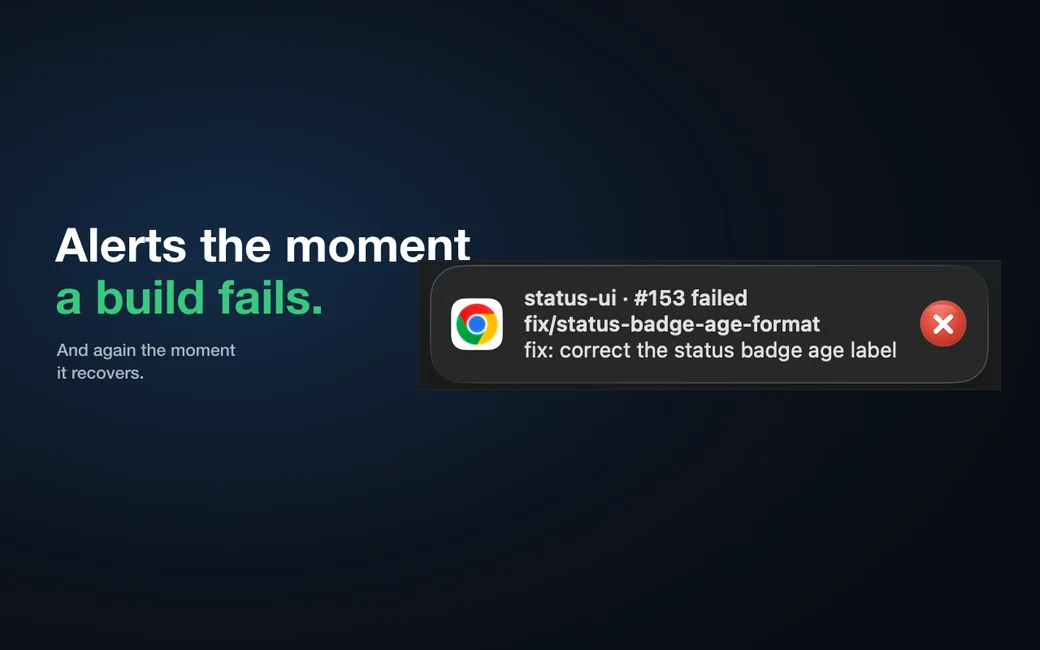 Alerts the moment
a build fails.
And again the moment
it recovers.
status-ui · #153 failed
fix/status-badge-age-format
fix: correct the status badge age label